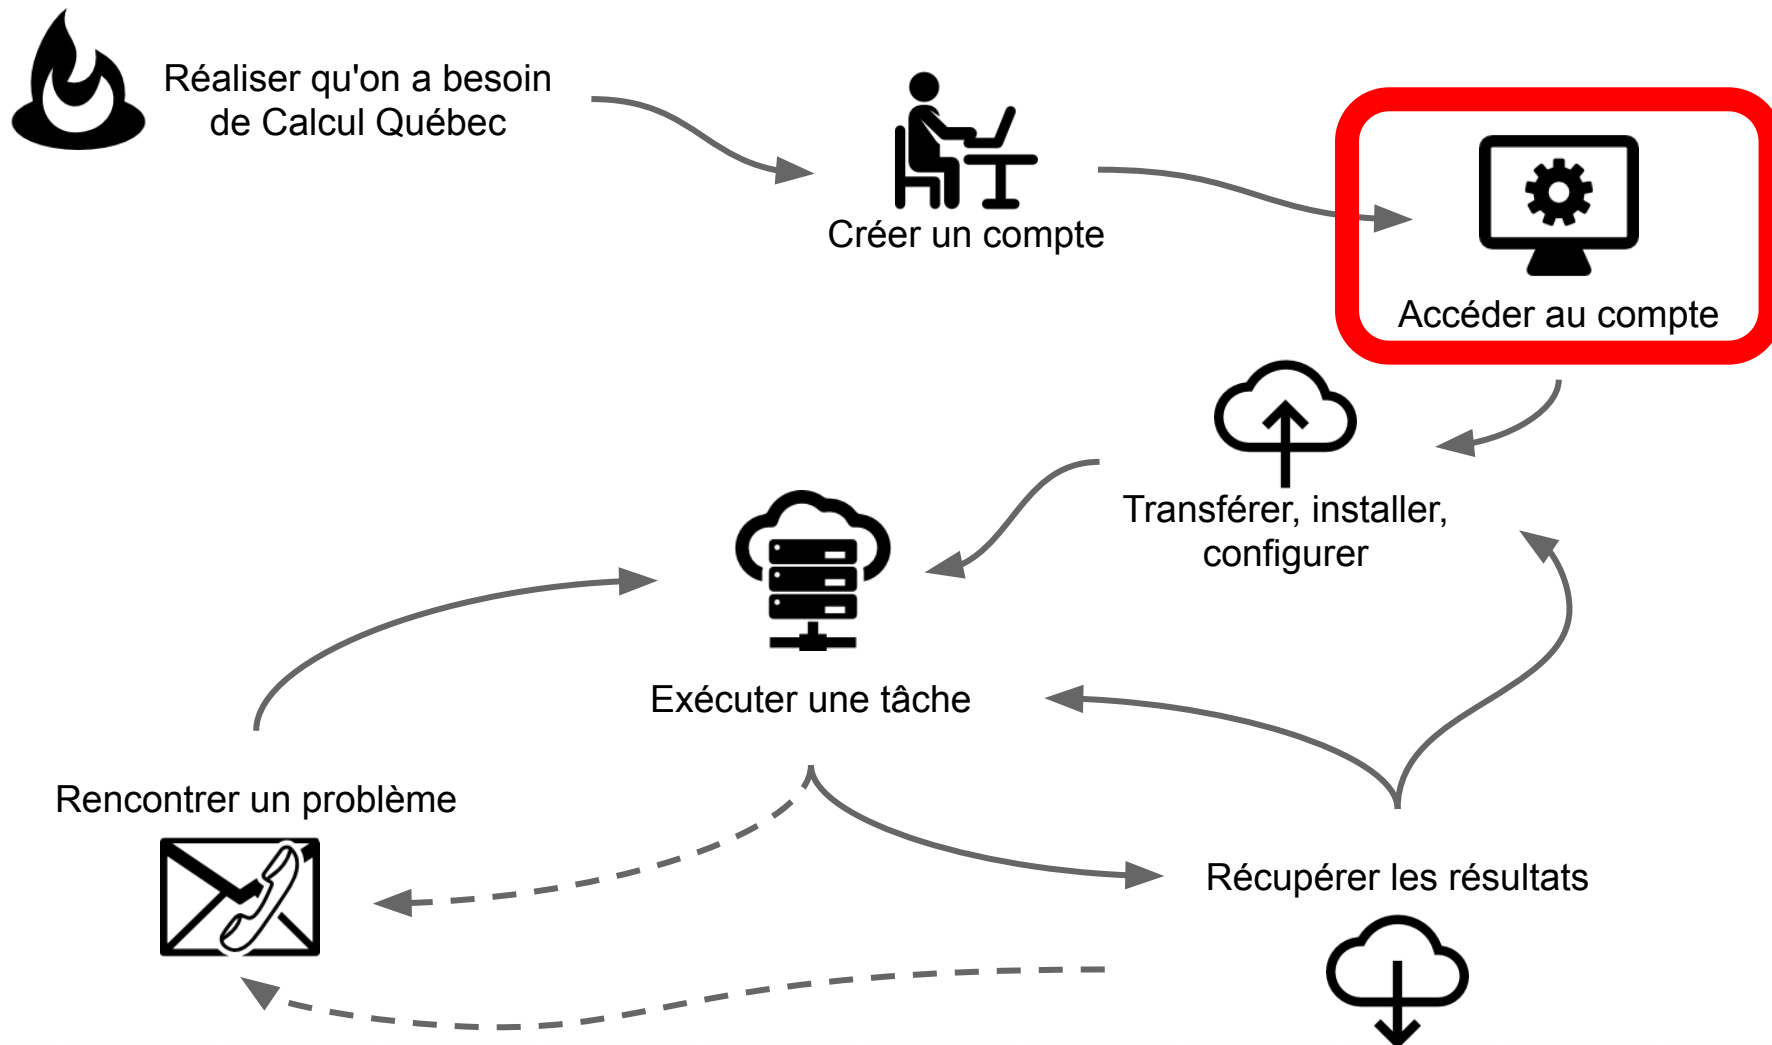 Réaliser qu'on a besoin
de Calcul Québec
Créer un compte
Accéder au compte
Transférer, installer,
configurer
Exécuter une tâche
Rencontrer un problème
Récupérer les résultats